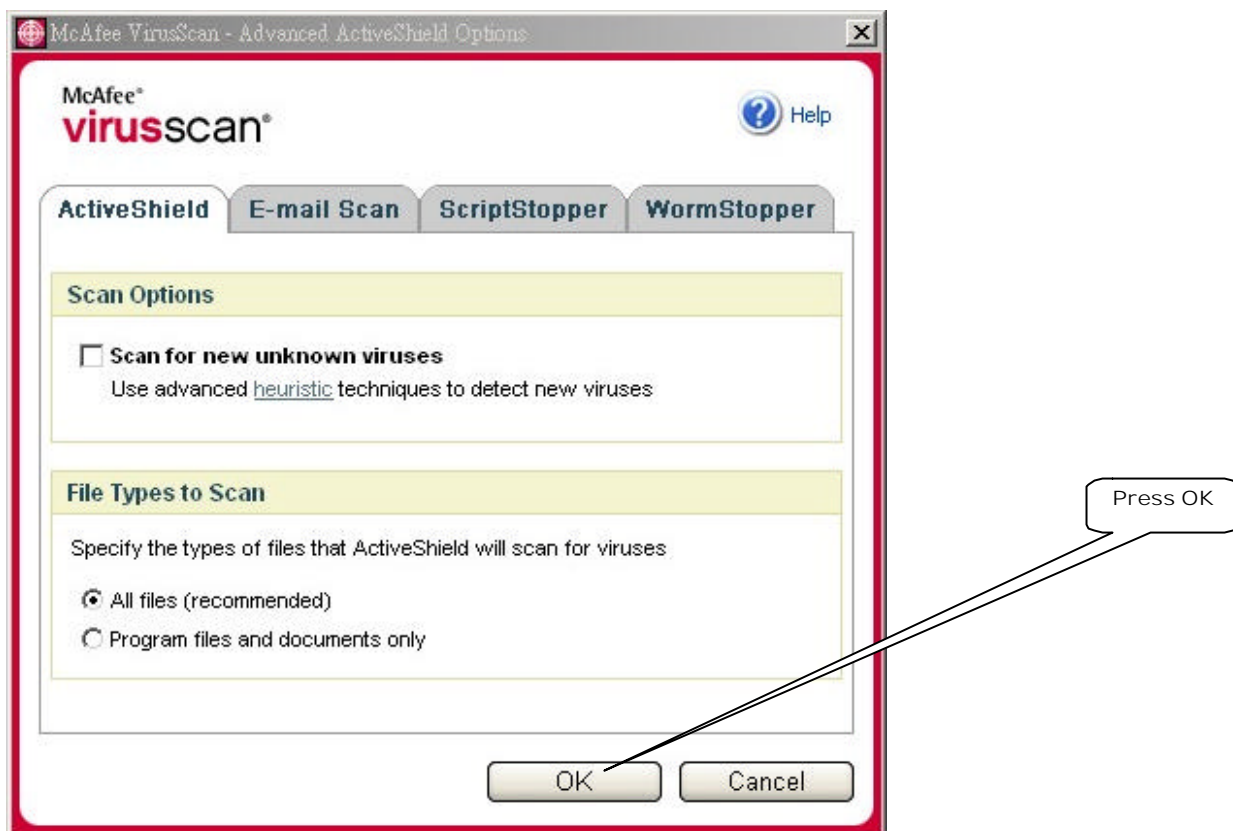 McAfee VirusScan - Advanced ActiveShield Options
McAfee®
virusscan®
Help
ActiveShield
E-mail Scan
ScriptStopper
WormStopper
Scan Options
Scan for new unknown viruses
Use advanced heuristic techniques to detect new viruses
File Types to Scan
Press OK
Specify the types of files that ActiveShield will scan for viruses
All files (recommended)
Program files and documents only
OK
Cancel